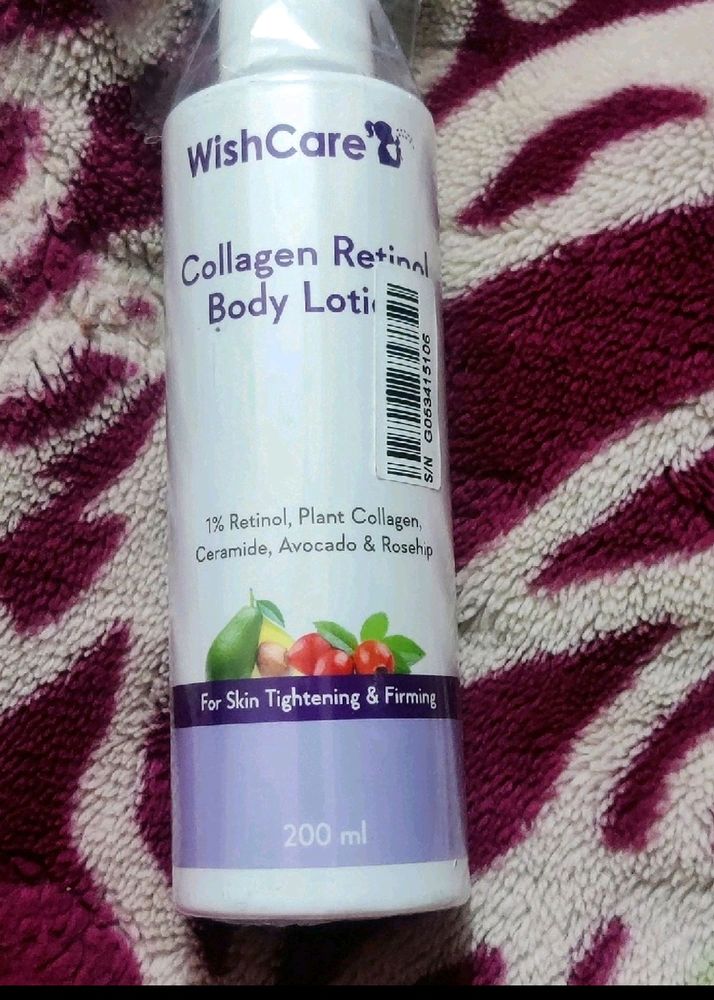 WishCare
Collagen Retinol
Body Lotio
S/N G053415106
1% Retinol, Plant Collagen,
Ceramide, Avocado & Rosehip
For Skin Tightening & Firming
200 ml